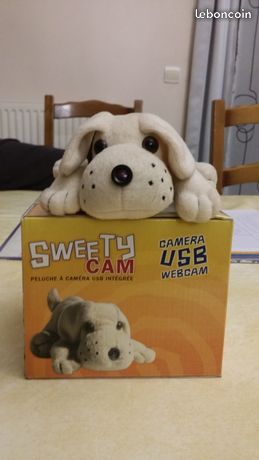 leboncoin
SWEETY
CAM
PELUCHE À CAMÉRA USB INTÉGRÉE
CAMERA
USB
WEBCAM